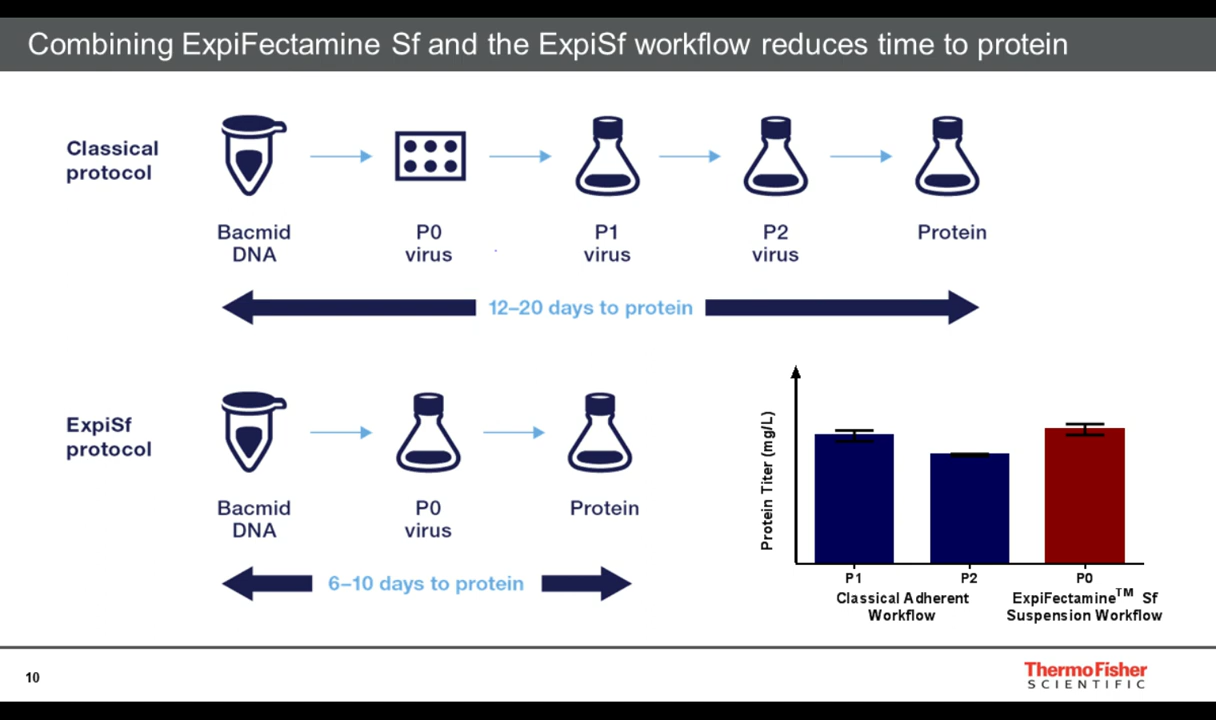 Combining ExpiFectamine Sf and the ExpiSf workflow reduces time to protein
Classical
protocol
Bacmid
DNA
P0
virus
P1
virus
P2
virus
Protein
12–20 days to protein
ExpiSf
protocol
Bacmid
DNA
P0
virus
Protein
6–10 days to protein
Protein Titer (mg/L)
P1
P2
P0
Classical Adherent
Workflow
ExpiFectamine™ Sf
Suspension Workflow
10
ThermoFisher
SCIENTIFIC